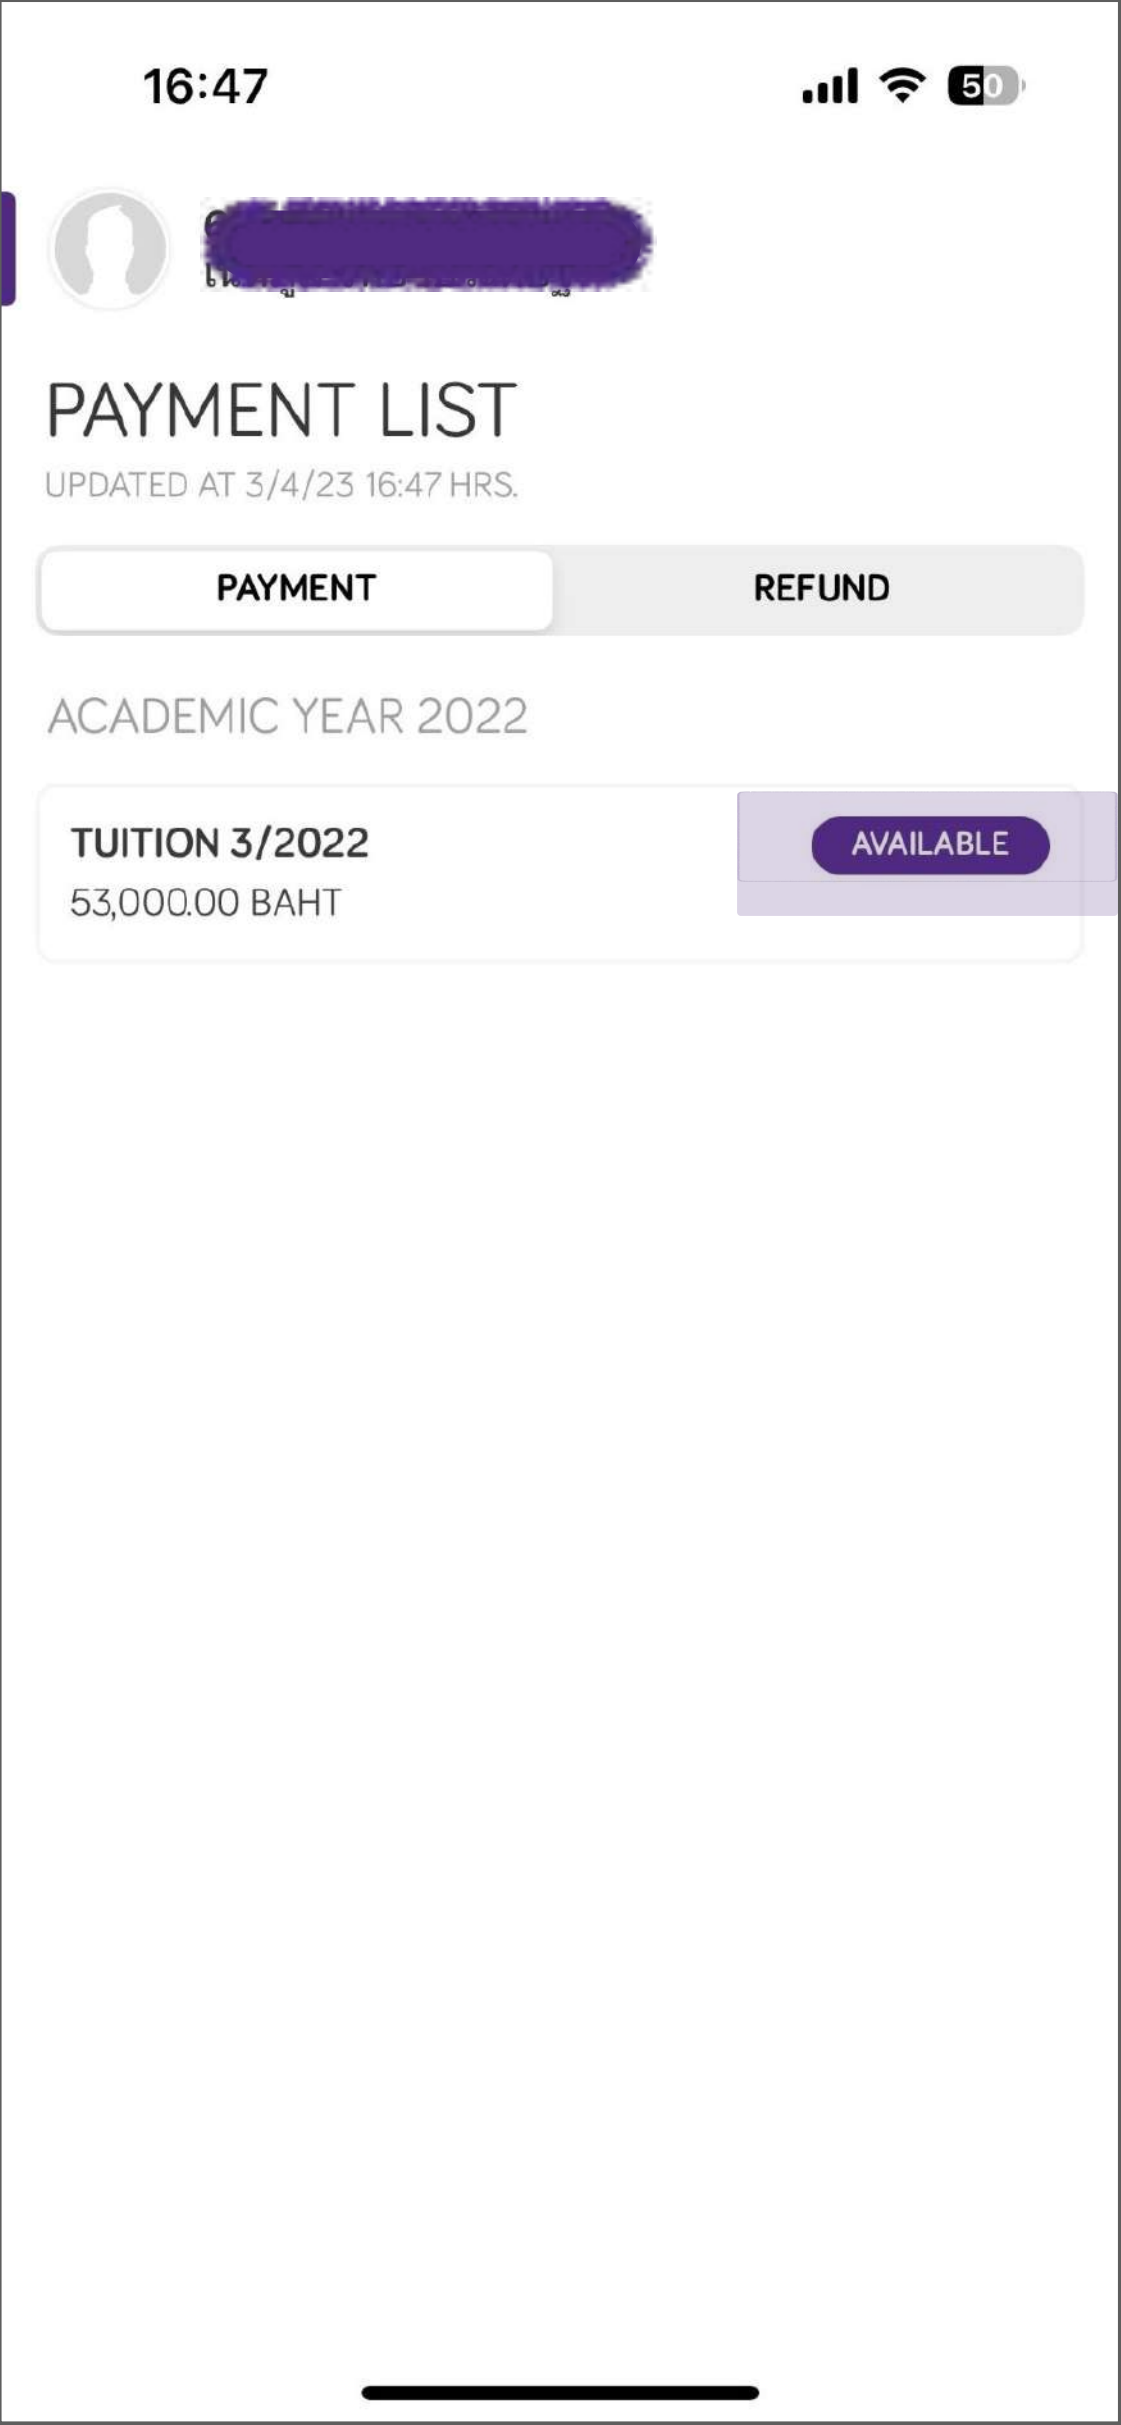 16:47
50
PAYMENT LIST
UPDATED AT 3/4/23 16:47 HRS.
PAYMENT
REFUND
ACADEMIC YEAR 2022
TUITION 3/2022
AVAILABLE
53,000.00 BAHT